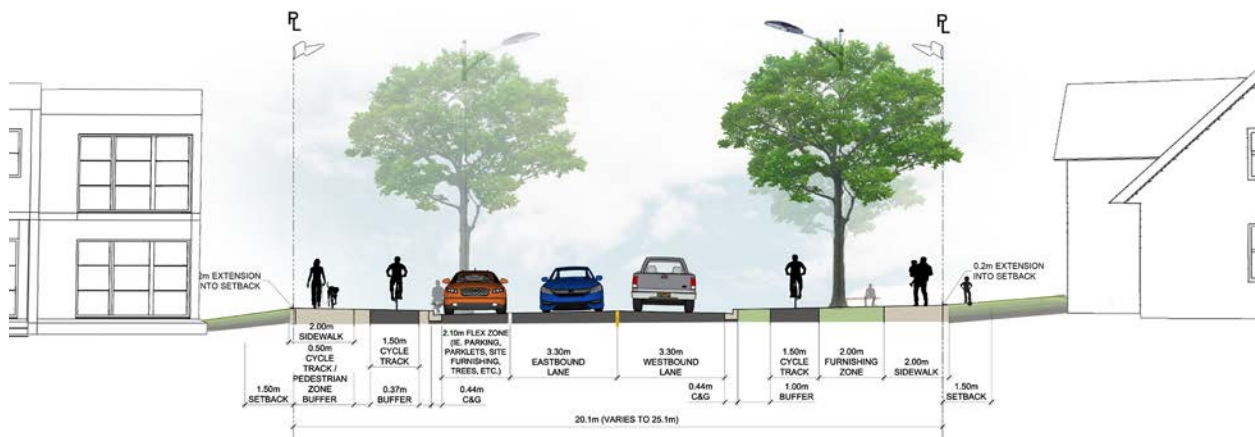 PL
PL
2m EXTENSION
INTO SETBACK
0.2m EXTENSION
INTO SETBACK
2.00m
SIDEWALK
0.50m
CYCLE
TRACK /
PEDESTRIAN
ZONE
BUFFER
1.50m
SETBACK
1.50m
CYCLE
TRACK
0.37m
BUFFER
2.10m FLEX ZONE
(IE. PARKING,
PARKLETS, SITE
FURNISHING,
TREES, ETC.)
0.44m
C&G
3.30m
EASTBOUND
LANE
3.30m
WESTBOUND
LANE
0.44m
C&G
1.50m
CYCLE
TRACK
1.00m
BUFFER
2.00m
FURNISHING
ZONE
2.00m
SIDEWALK
1.50m
SETBACK
20.1m (VARIES TO 25.1m)